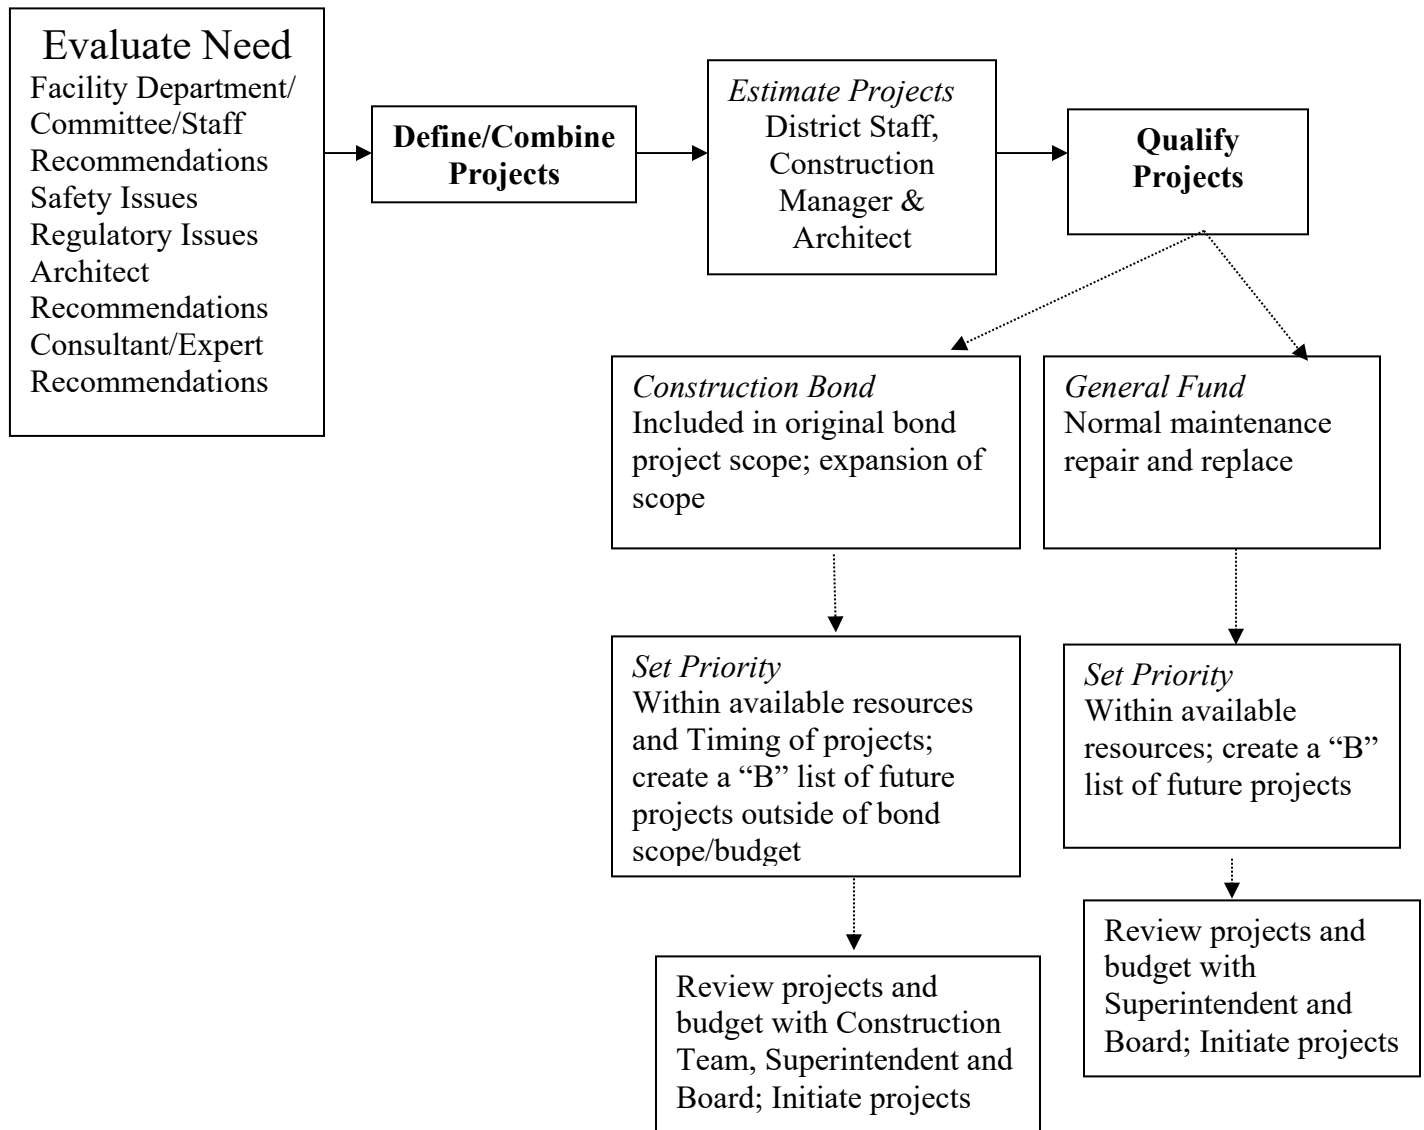 Evaluate Need
Facility Department/
Committee/Staff
Recommendations
Safety Issues
Regulatory Issues
Architect
Recommendations
Consultant/Expert
Recommendations
Define/Combine
Projects
Estimate Projects
District Staff,
Construction
Manager &
Architect
Qualify
Projects
Construction Bond
Included in original bond
project scope; expansion of
scope
General Fund
Normal maintenance
repair and replace
Set Priority
Within available resources
and Timing of projects;
create a “B” list of future
projects outside of bond
scope/budget
Set Priority
Within available
resources; create a “B”
list of future projects
Review projects and
budget with Construction
Team, Superintendent and
Board; Initiate projects
Review projects and
budget with
Superintendent and
Board; Initiate projects